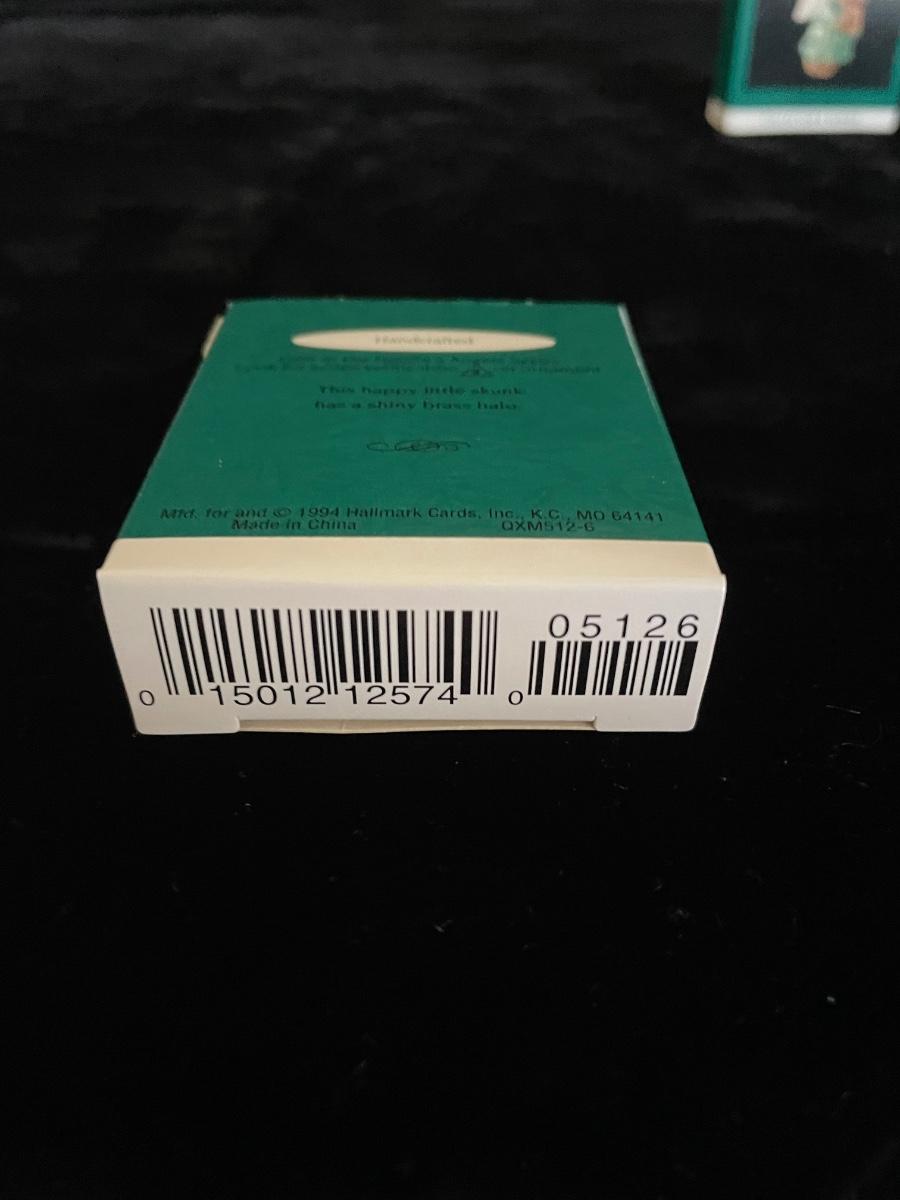 Handcrafted
This happy little skunk
has a shiny brass halo.
Mfd. for and © 1994 Hallmark Cards, Inc., K.C., MO 64141
Made in China QXM512-6
05126
0 15012 12574 0